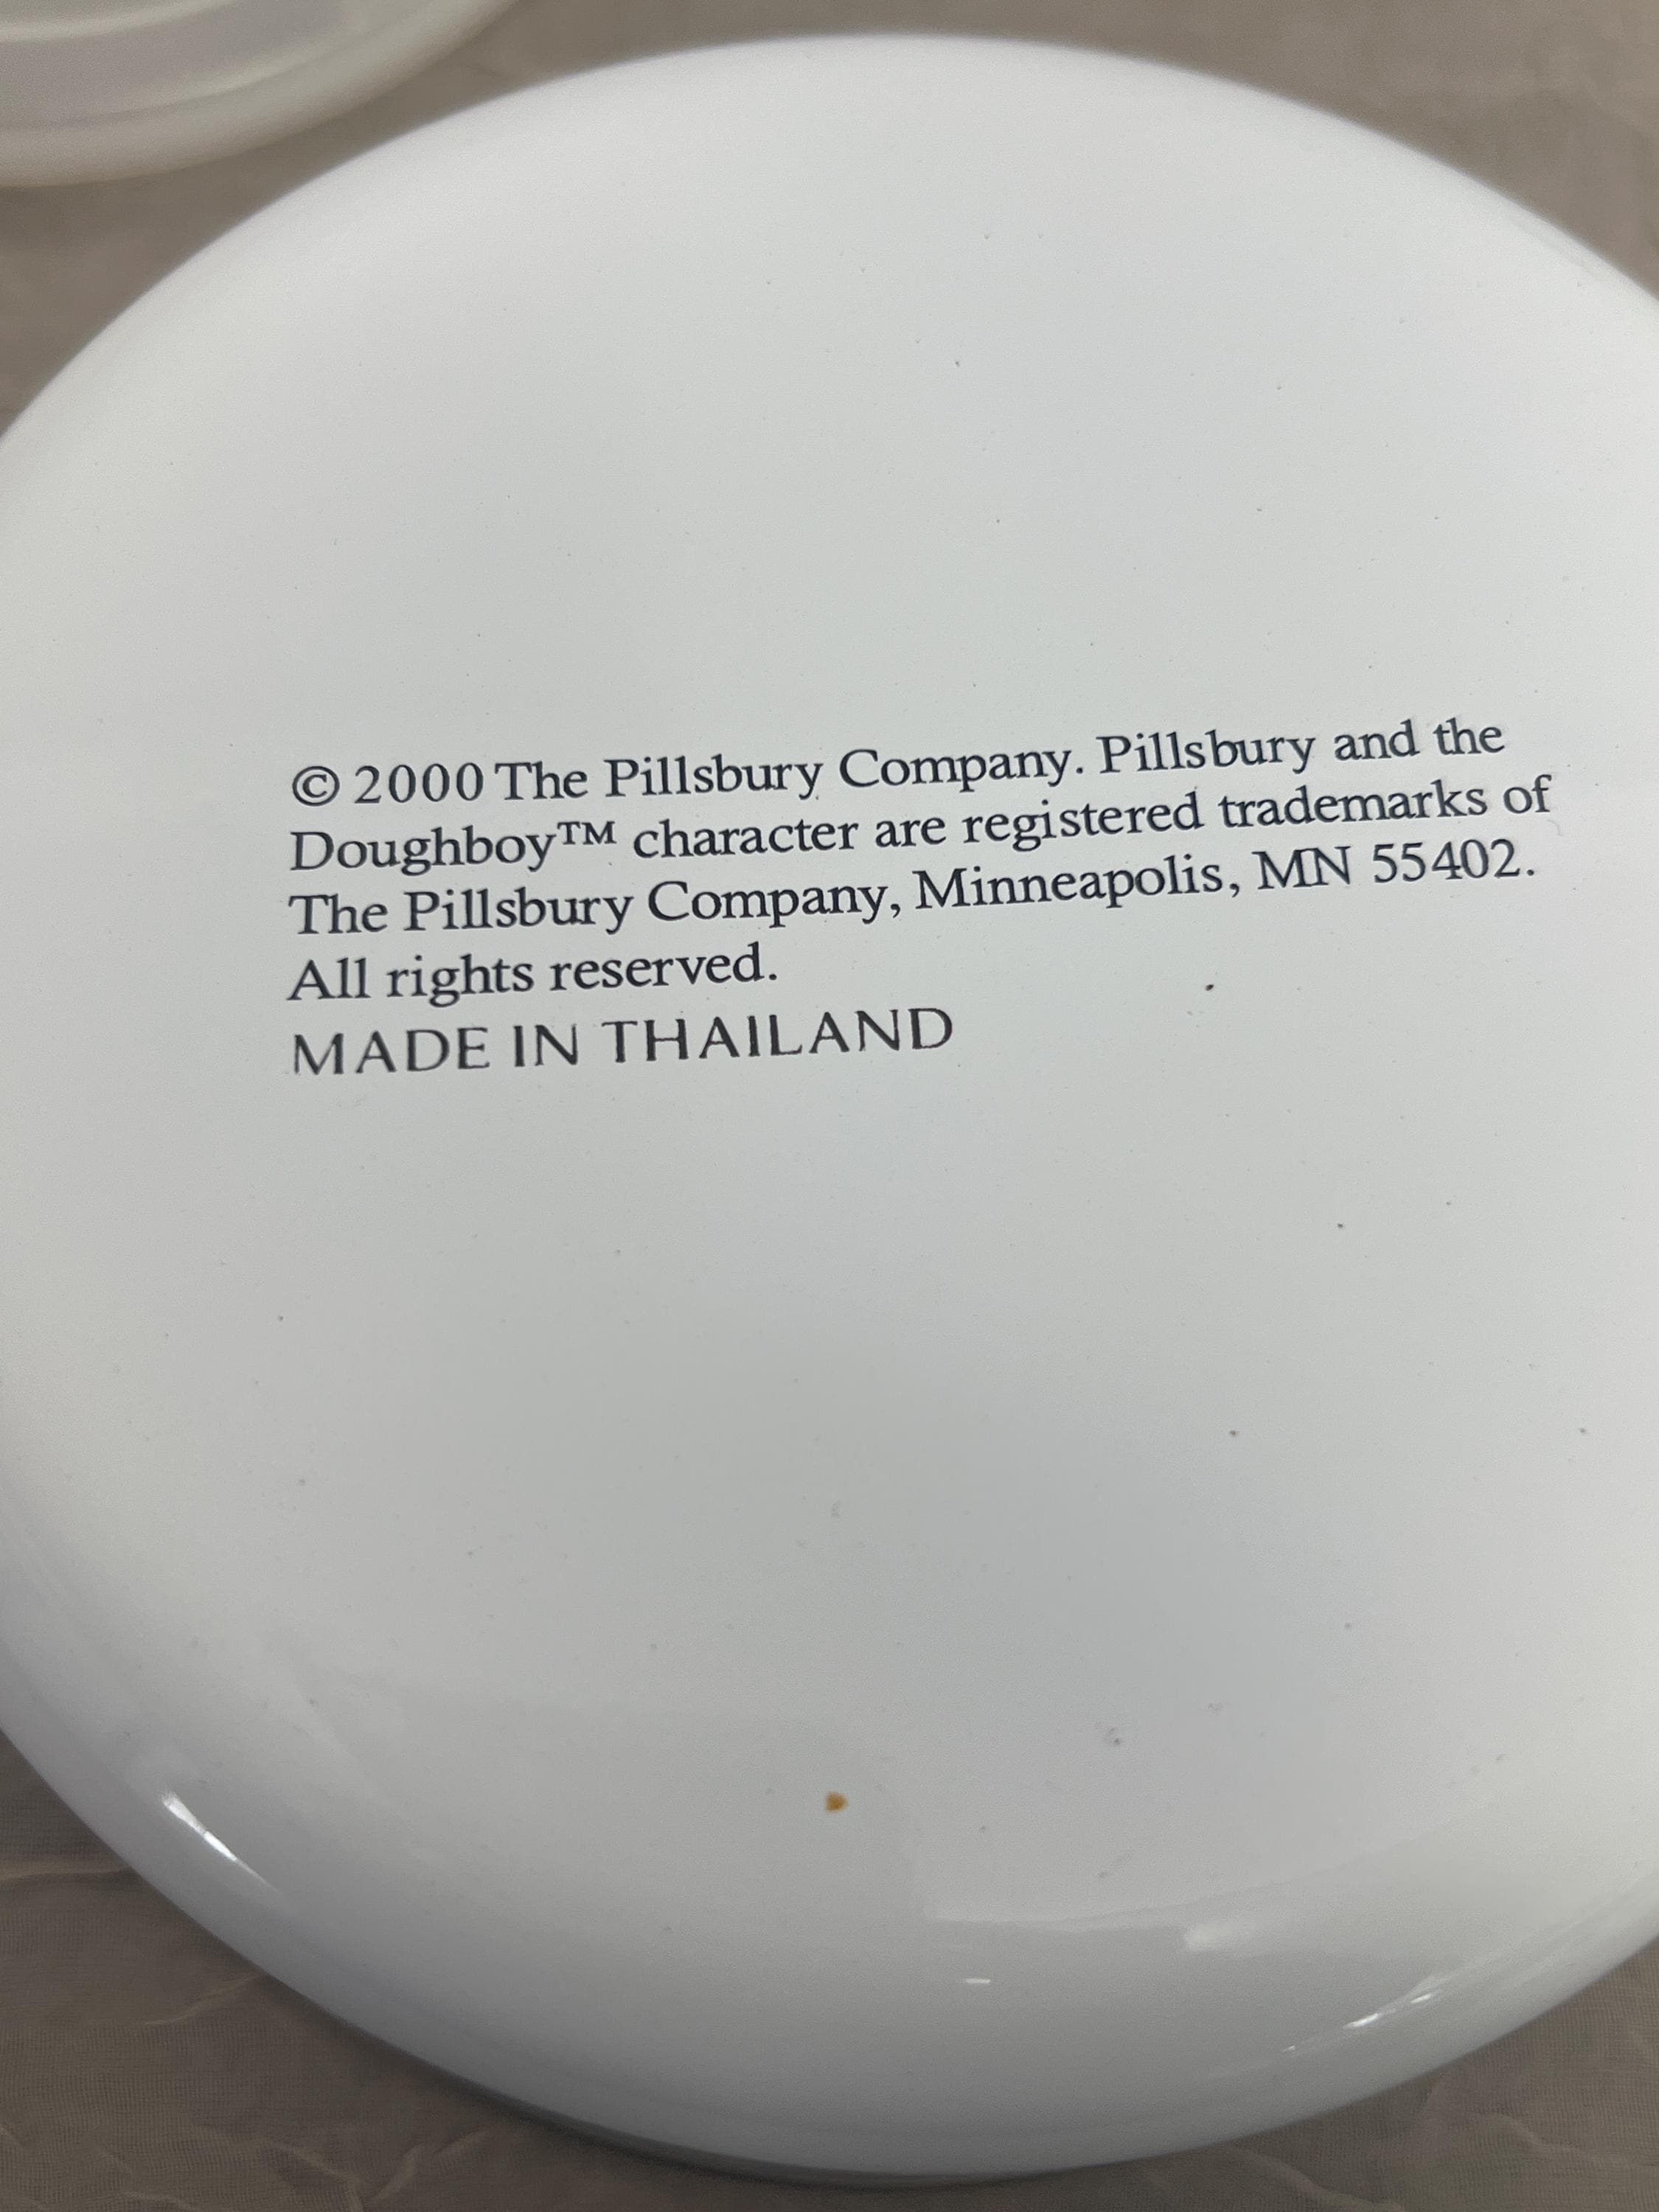 © 2000 The Pillsbury Company. Pillsbury and the
Doughboy™ character are registered trademarks of
The Pillsbury Company, Minneapolis, MN 55402.
All rights reserved.
MADE IN THAILAND